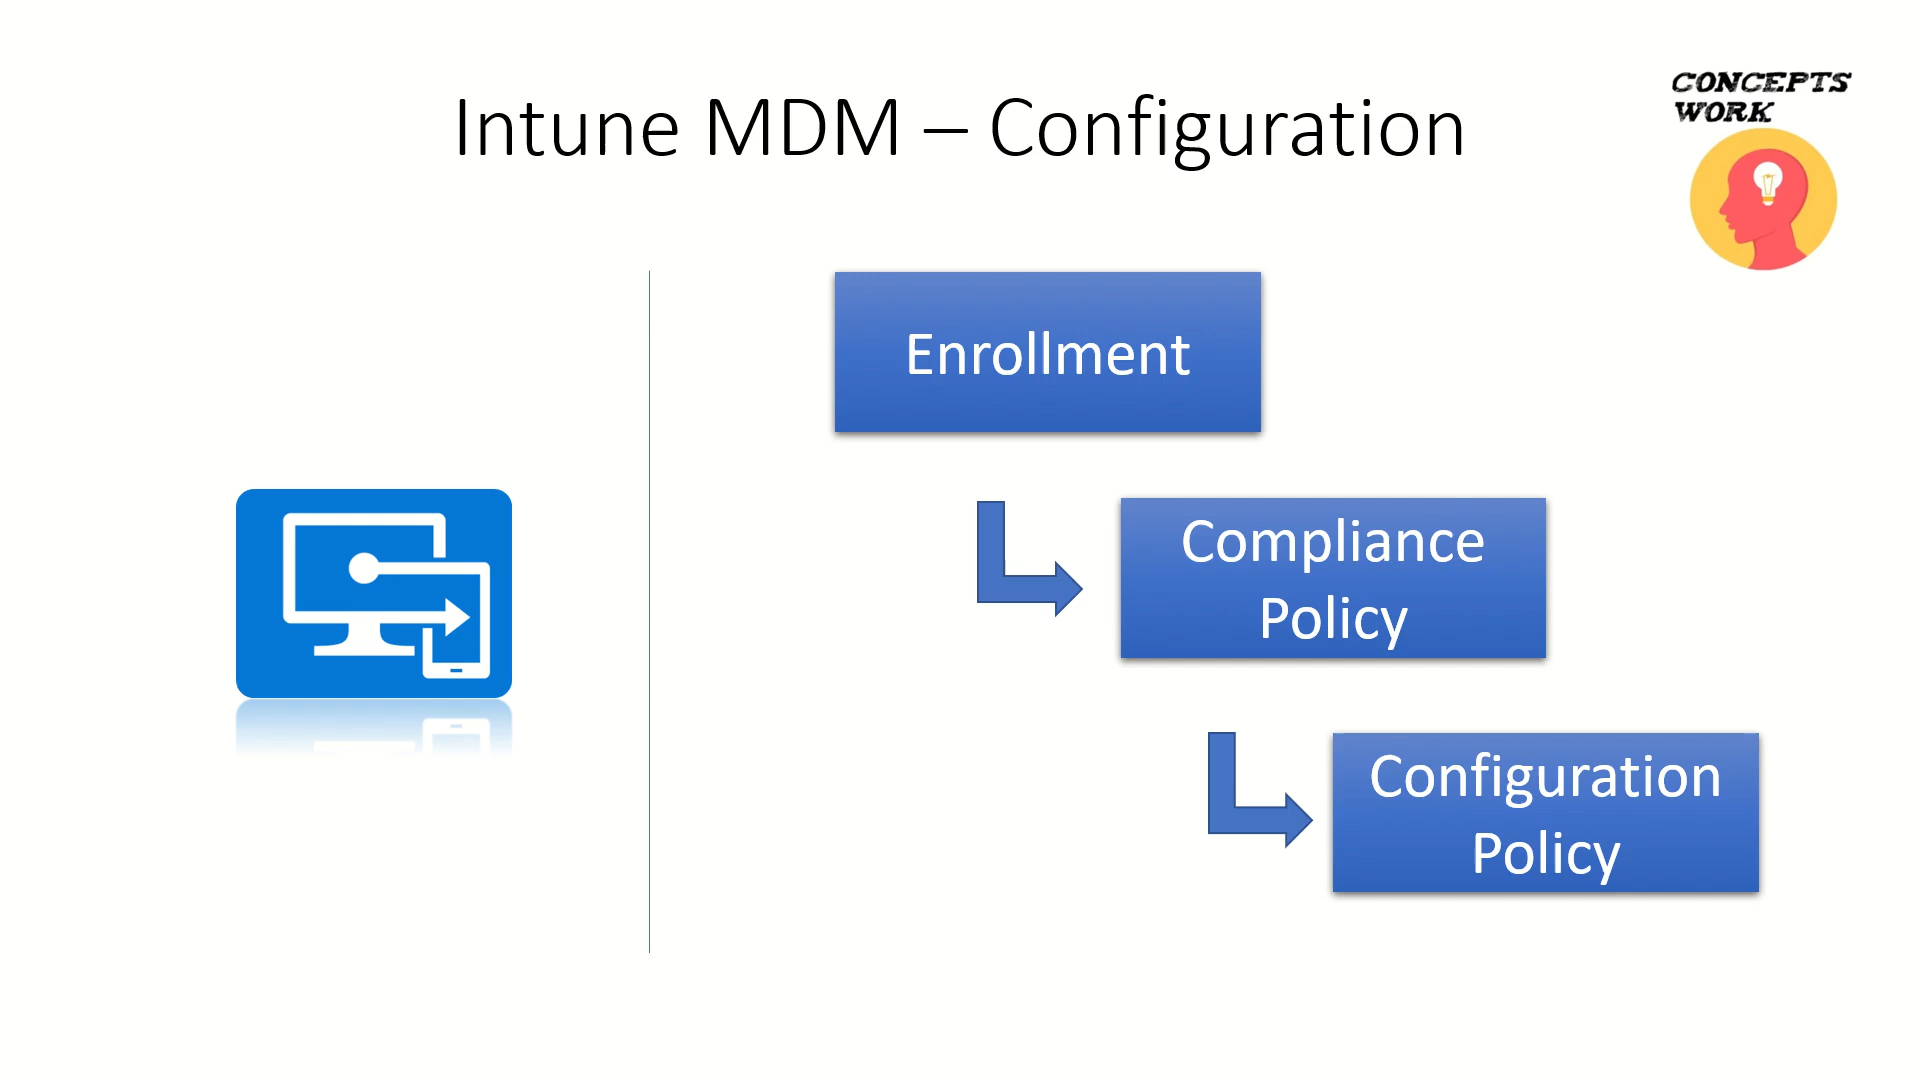 Intune MDM – Configuration
CONCEPTS
WORK
Enrollment
Compliance
Policy
Configuration
Policy